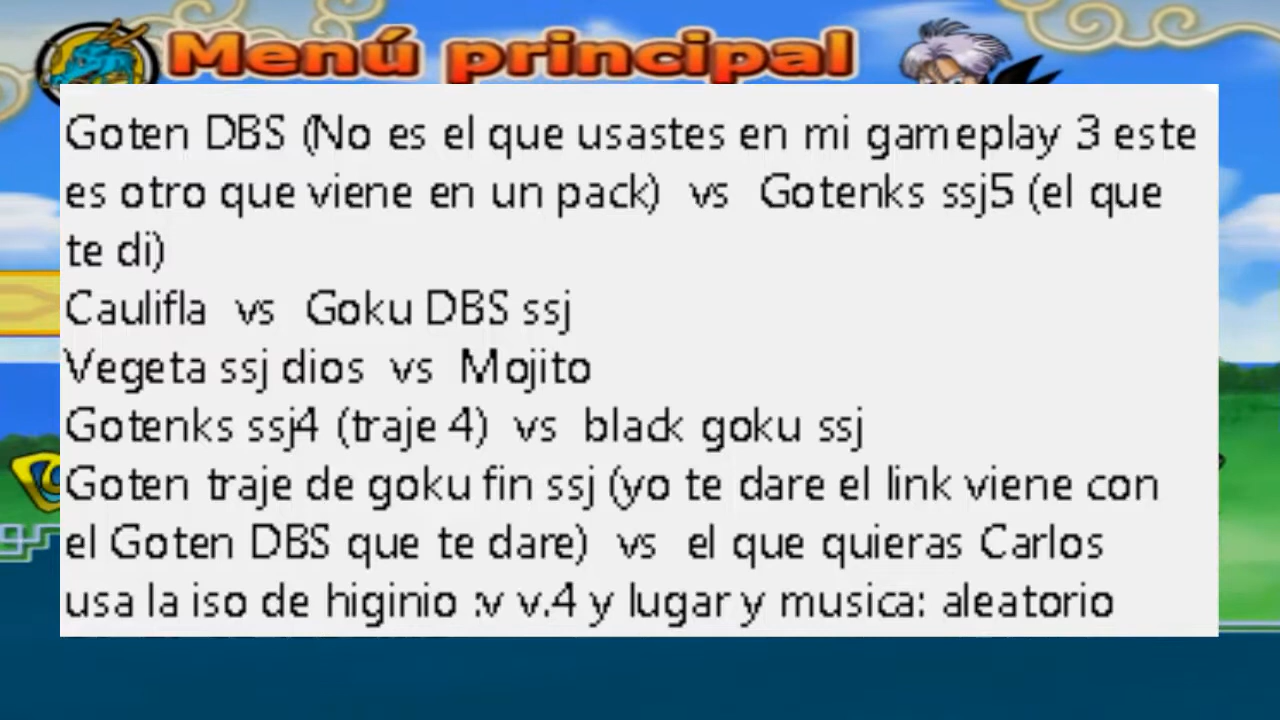 Menú principal
Goten DBS (No es el que usastes en mi gameplay 3 este
es otro que viene en un pack)  vs  Gotenks ssj5 (el que
te di)
Caulifla  vs  Goku DBS ssj
Vegeta ssj dios  vs  Mojito
Gotenks ssj4 (traje 4)  vs  black goku ssj
Goten traje de goku fin ssj (yo te dare el link viene con
el Goten DBS que te dare)  vs  el que quieras Carlos
usa la iso de higinio :v v.4 y lugar y musica: aleatorio